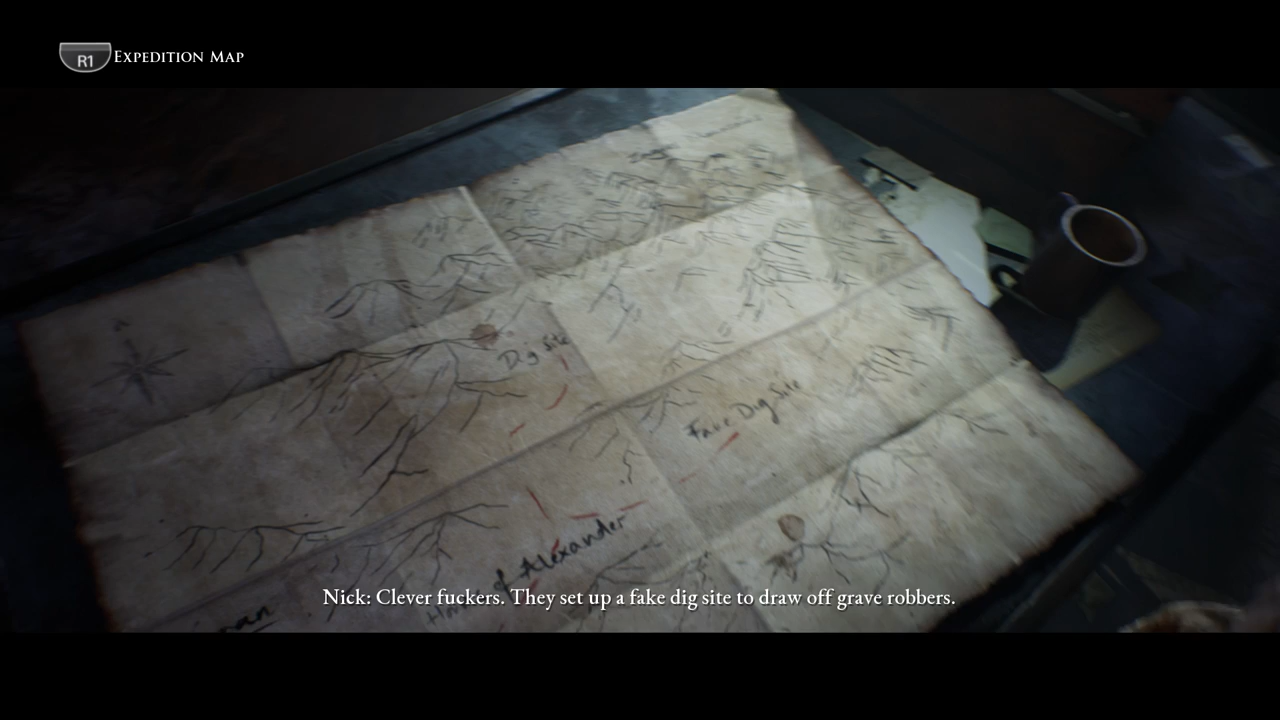 R1 Expedition Map
Dig Site
Fake Dig Site
of Alexander
Nick: Clever fuckers. They set up a fake dig site to draw off grave robbers.